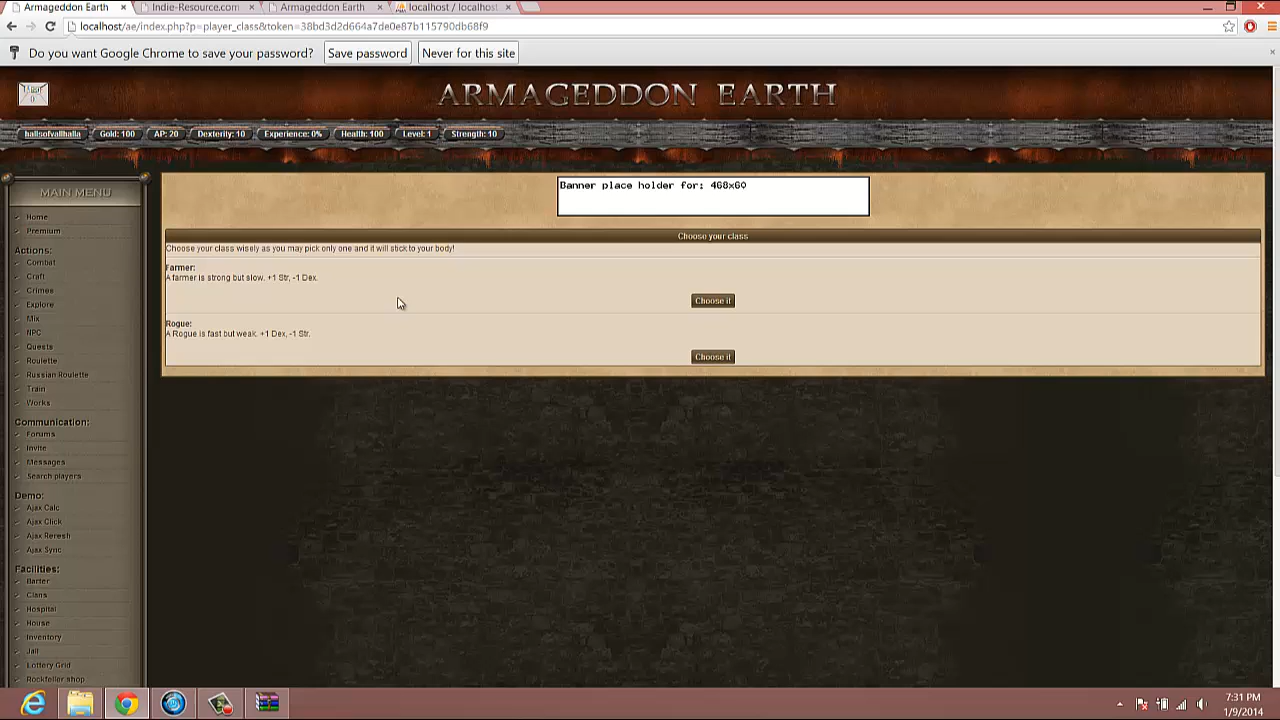 Armageddon Earth
Indie-Resource.com
Armageddon Earth
localhost / localhost
localhost/ae/index.php?p=player_class&token=38bd3d2d664a7de0e87b115790db68f9
Do you want Google Chrome to save your password?
Save password
Never for this site
ARMAGEDDON EARTH
0
hallsofvallhalla
Gold: 100
AP: 20
Dexterity: 10
Experience: 0%
Health: 100
Level: 1
Strength: 10
MAIN MENU
Home
Premium
Actions:
Combat
Craft
Crimes
Explore
Mix
NPC
Quests
Roulette
Russian Roulette
Train
Works
Communication:
Forums
Invite
Messages
Search players
Demo:
Ajax Calc
Ajax Click
Ajax Reresh
Ajax Sync
Facilities:
Barter
Clans
Hospital
House
Inventory
Jail
Lottery Grid
Rockfeller shop
Banner place holder for: 468x60
Choose your class
Choose your class wisely as you may pick only one and it will stick to your body!
Farmer:
A farmer is strong but slow. +1 Str, -1 Dex.
Choose it
Rogue:
A Rogue is fast but weak. +1 Dex, -1 Str.
Choose it
7:31 PM
1/9/2014